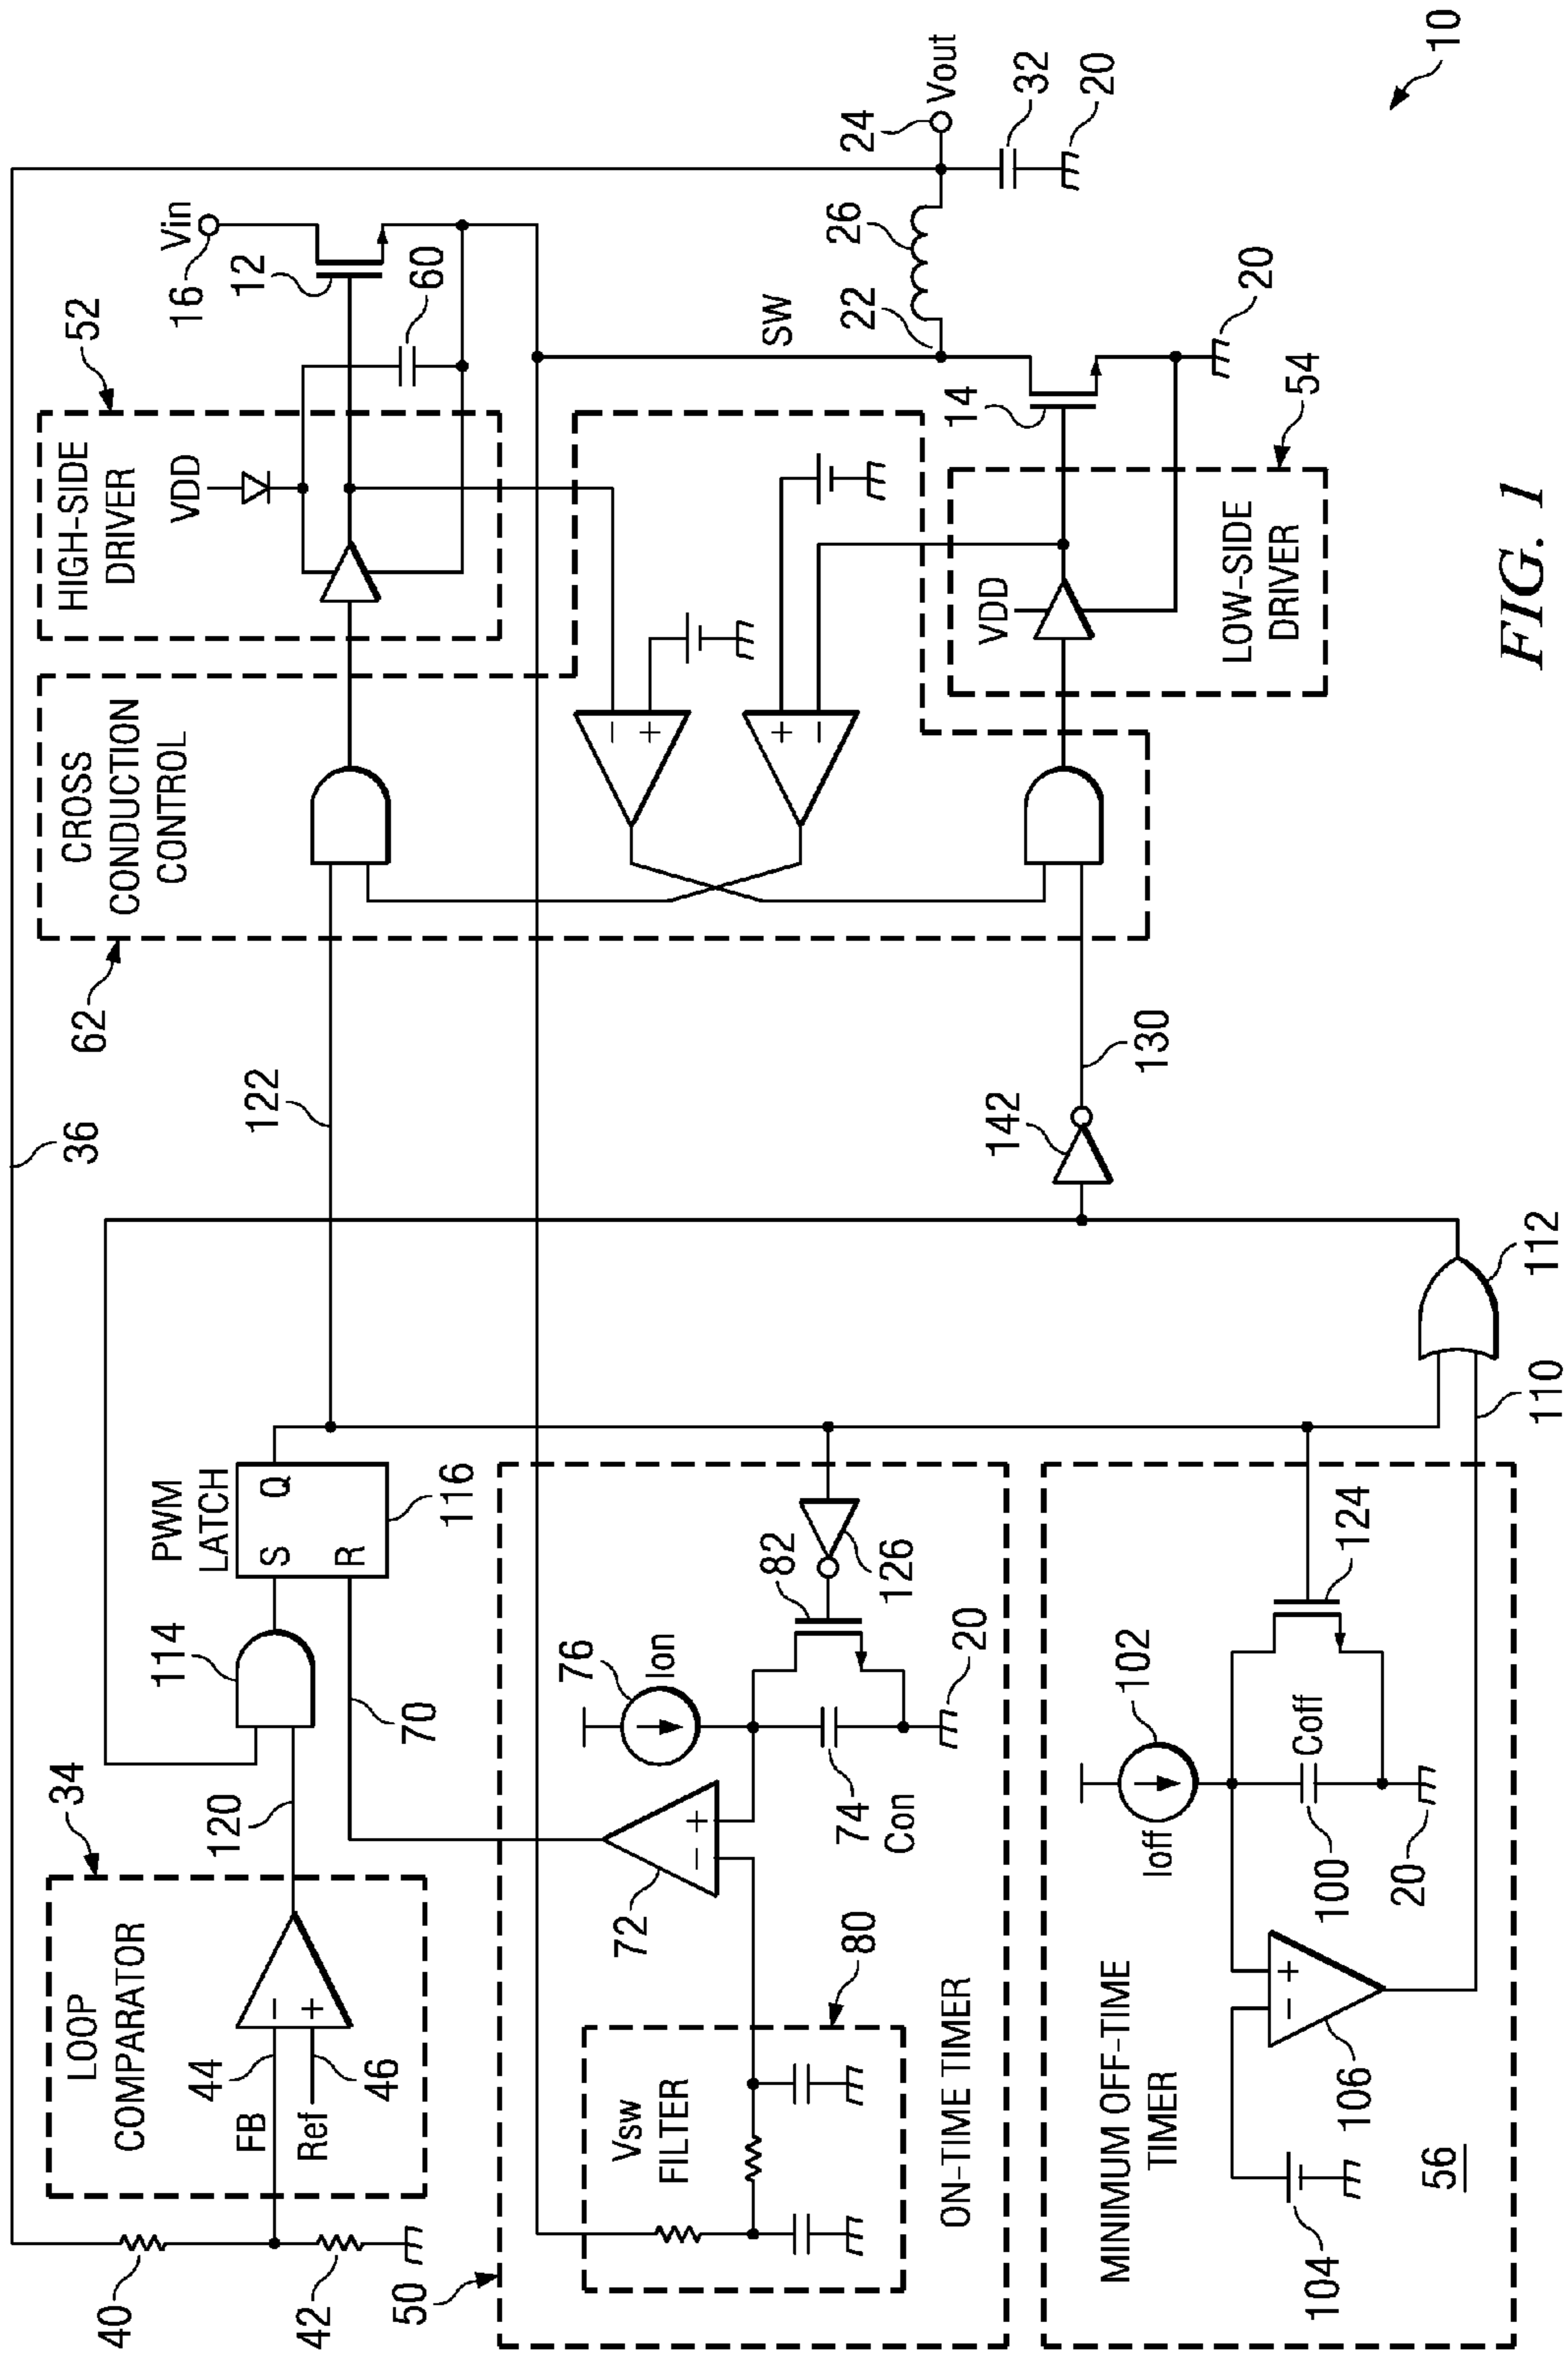 36
40
42
34
LOOP
COMPARATOR
44
FB
Ref
46
−
+
120
114
70
PWM
LATCH
S
Q
R
116
122
62
CROSS
CONDUCTION
CONTROL
52
HIGH-SIDE
DRIVER
VDD
60
16
Vin
12
−
+
+
−
SW
22
26
24
Vout
32
20
14
20
54
VDD
LOW-SIDE
DRIVER
142
130
50
Vsw
FILTER
80
ON-TIME TIMER
72
−
+
76
Ion
74
Con
82
126
20
MINIMUM OFF-TIME
TIMER
56
104
106
−
+
102
Ioff
100
Coff
20
124
110
112
10
FIG. 1